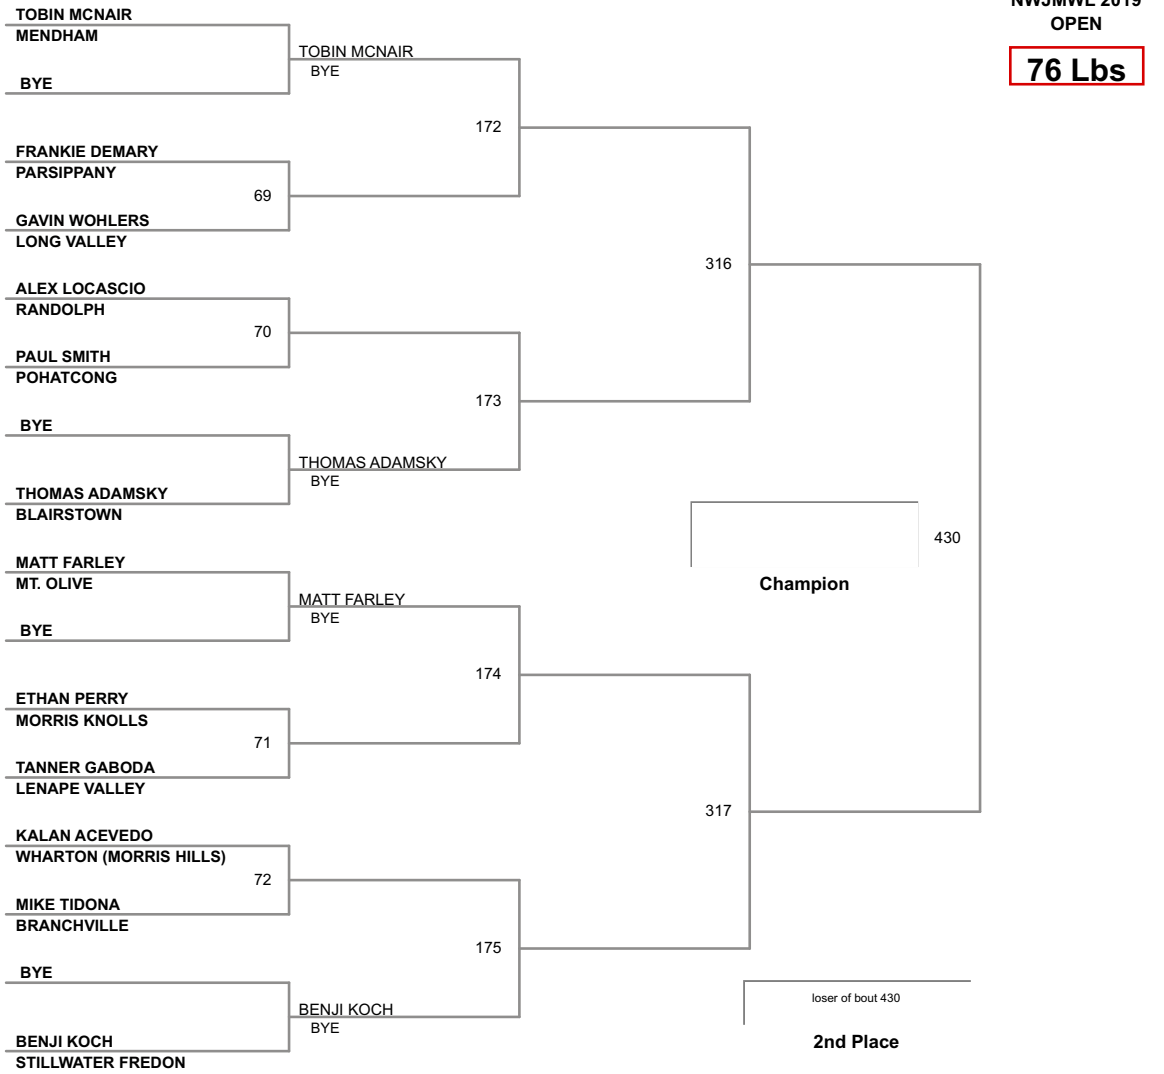 NWJMWL 2019
OPEN
76 Lbs
TOBIN MCNAIR
MENDHAM
TOBIN MCNAIR
BYE
BYE
172
FRANKIE DEMARY
PARSIPPANY
69
GAVIN WOHLERS
LONG VALLEY
316
ALEX LOCASCIO
RANDOLPH
70
PAUL SMITH
POHATCONG
173
BYE
THOMAS ADAMSKY
BYE
THOMAS ADAMSKY
BLAIRSTOWN
430
Champion
MATT FARLEY
MT. OLIVE
MATT FARLEY
BYE
BYE
174
ETHAN PERRY
MORRIS KNOLLS
71
TANNER GABODA
LENAPE VALLEY
317
KALAN ACEVEDO
WHARTON (MORRIS HILLS)
72
MIKE TIDONA
BRANCHVILLE
175
BYE
BENJI KOCH
BYE
BENJI KOCH
STILLWATER FREDON
loser of bout 430
2nd Place